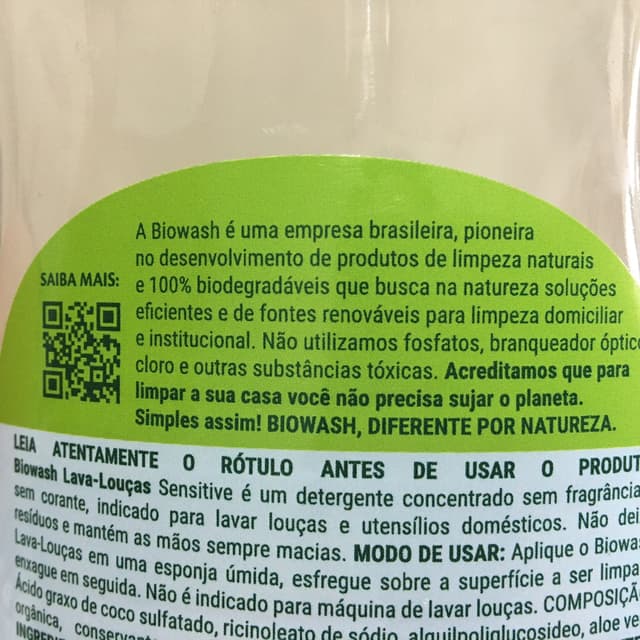 A Biowash é uma empresa brasileira, pioneira
no desenvolvimento de produtos de limpeza naturais
SAIBA MAIS:
e 100% biodegradáveis que busca na natureza soluções
eficientes e de fontes renováveis para limpeza domiciliar
e institucional. Não utilizamos fosfatos, branqueador óptico
cloro e outras substâncias tóxicas. Acreditamos que para
limpar a sua casa você não precisa sujar o planeta.
Simples assim! BIOWASH, DIFERENTE POR NATUREZA.
LEIA ATENTAMENTE O RÓTULO ANTES DE USAR O PRODUT
Biowash Lava-Louças Sensitive é um detergente concentrado sem fragrância
sem corante, indicado para lavar louças e utensílios domésticos. Não dei
resíduos e mantém as mãos sempre macias. MODO DE USAR: Aplique o Biowas
Lava-Louças em uma esponja úmida, esfregue sobre a superfície a ser limpa
enxague em seguida. Não é indicado para máquina de lavar louças. COMPOSIÇÃO
Ácido graxo de coco sulfatado, ricinoleato de sódio, alquilpoliglucosideo, aloe ve
orgânica, conservant
INGREDIE